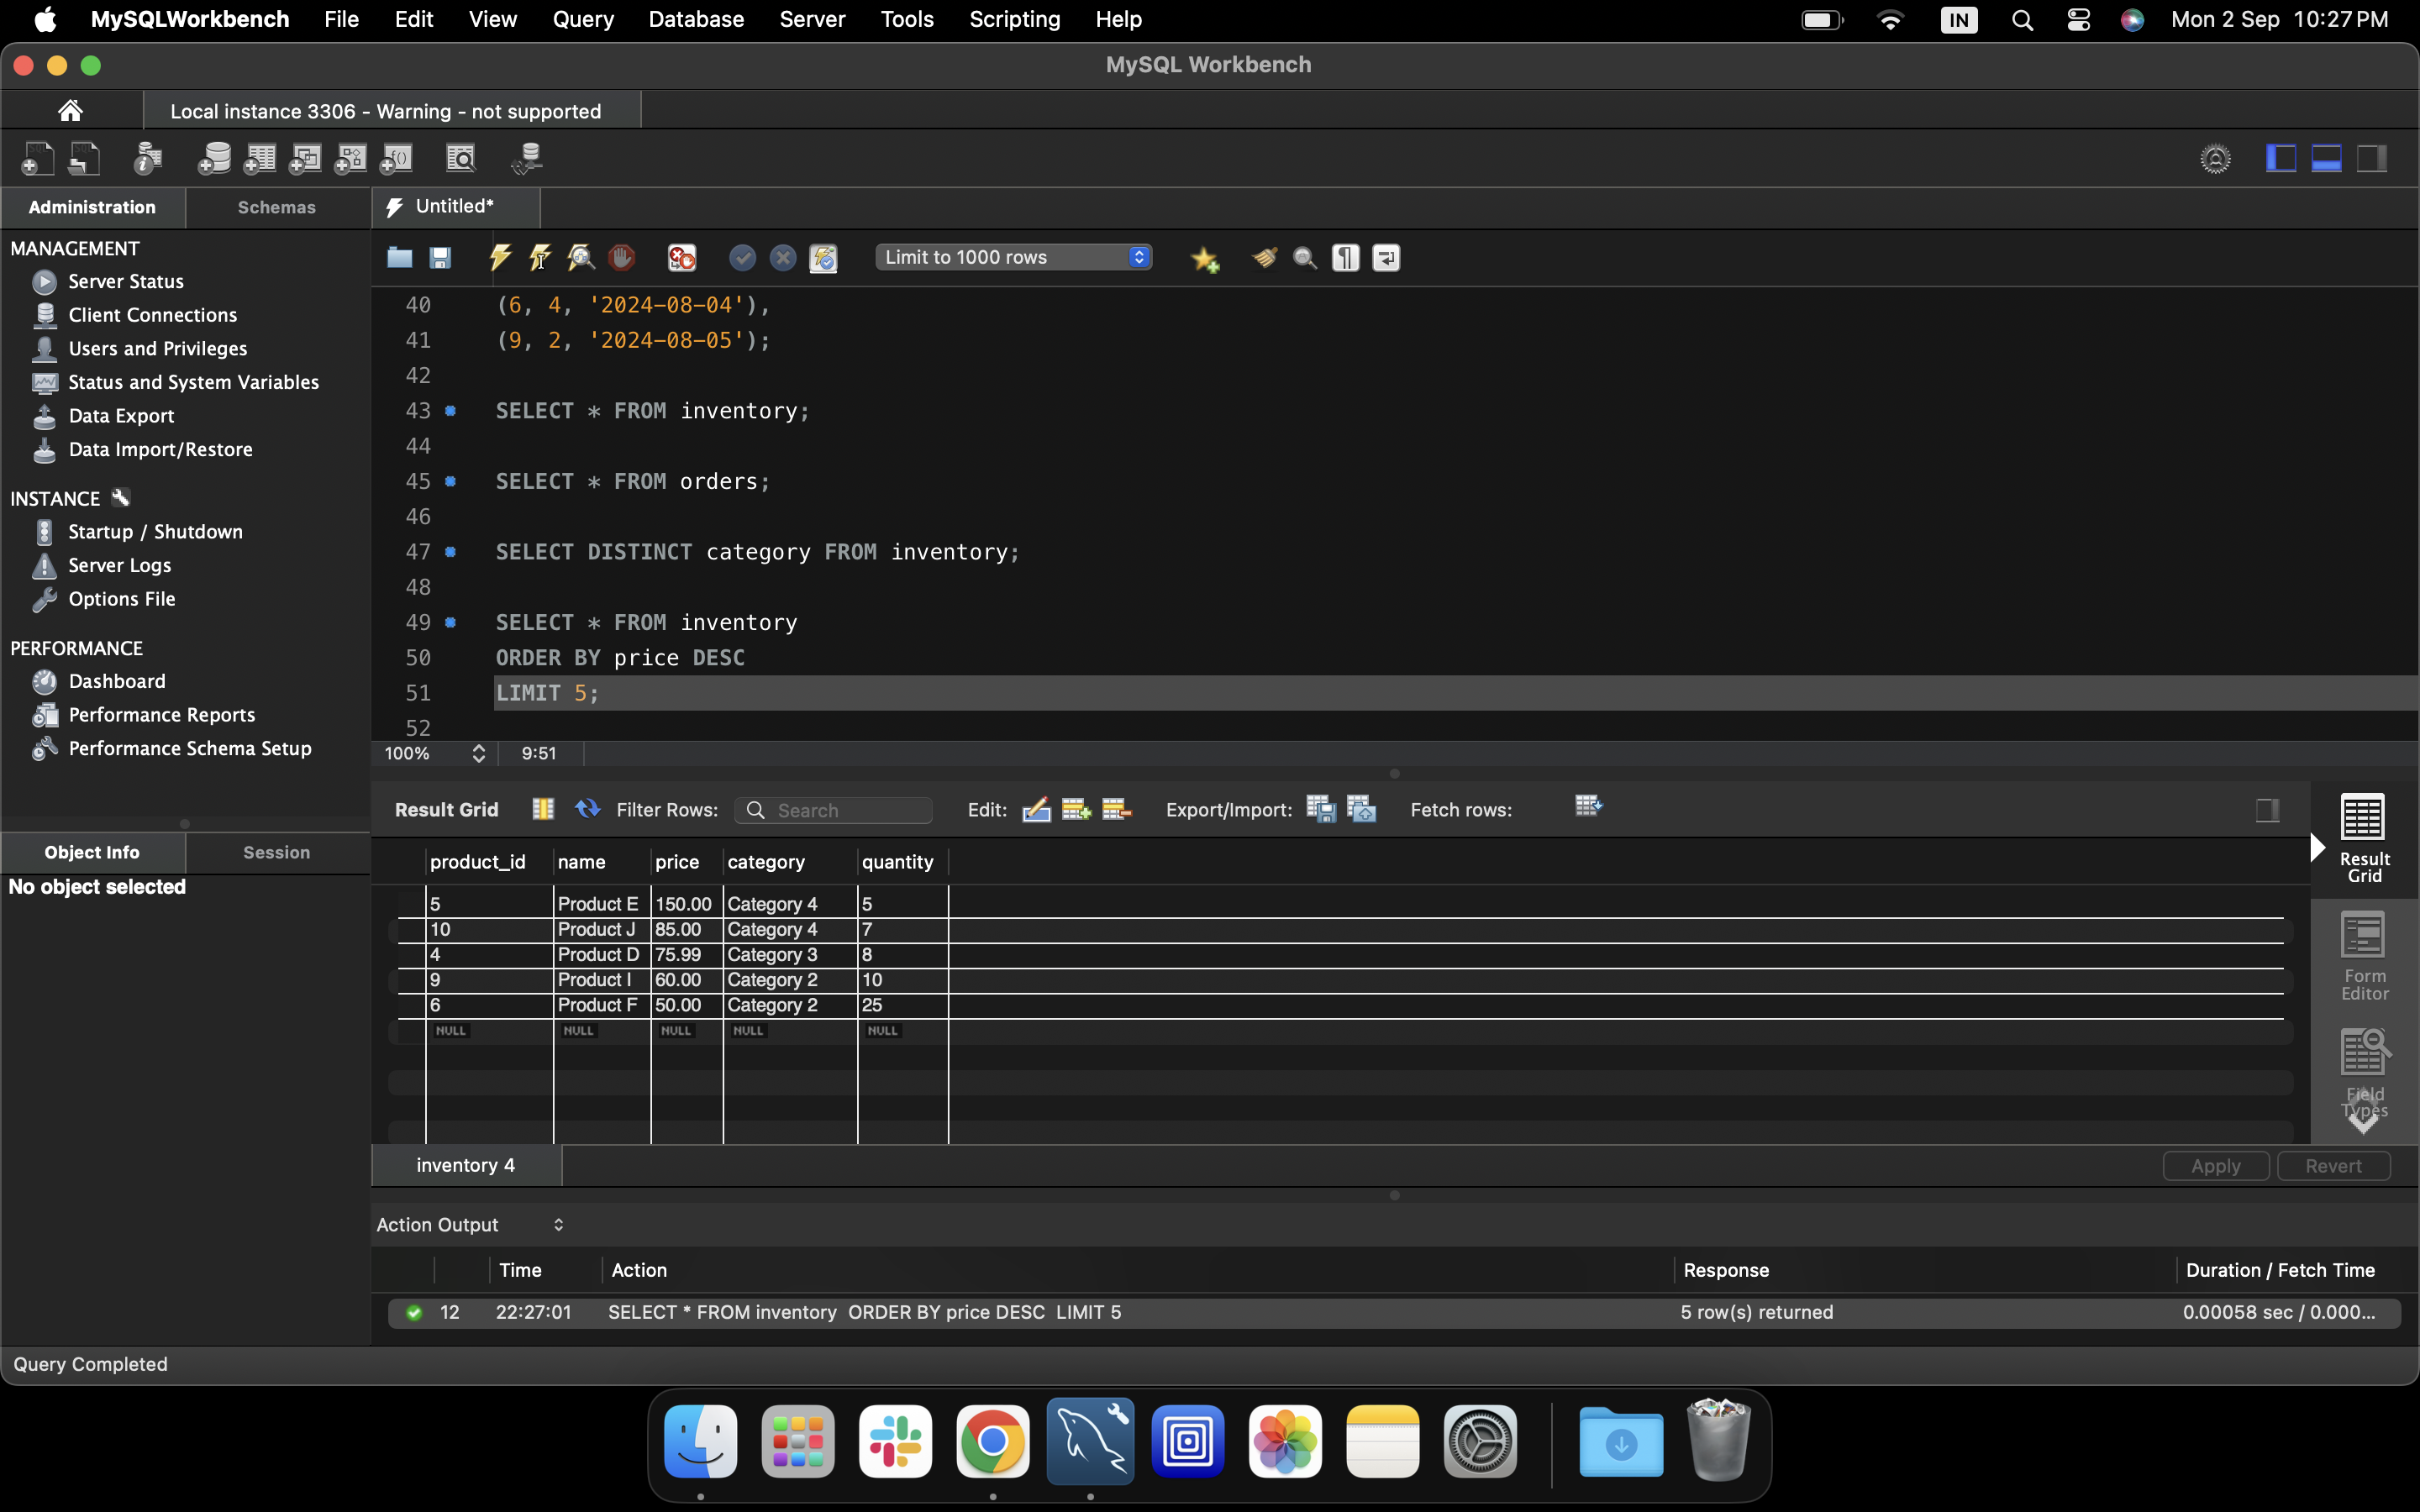 MySQLWorkbench File Edit View Query Database Server Tools Scripting Help IN Mon 2 Sep 10:27 PM
MySQL Workbench
Local instance 3306 - Warning - not supported
Administration Schemas Untitled*
MANAGEMENT
Server Status
Client Connections
Users and Privileges
Status and System Variables
Data Export
Data Import/Restore
INSTANCE
Startup / Shutdown
Server Logs
Options File
PERFORMANCE
Dashboard
Performance Reports
Performance Schema Setup
Object Info Session
No object selected
Limit to 1000 rows
40 (6, 4, '2024-08-04'),
41 (9, 2, '2024-08-05');
42
43 SELECT * FROM inventory;
44
45 SELECT * FROM orders;
46
47 SELECT DISTINCT category FROM inventory;
48
49 SELECT * FROM inventory
50 ORDER BY price DESC
51 LIMIT 5;
52
100% 9:51
Result Grid Filter Rows: Search Edit: Export/Import: Fetch rows:
product_id name price category quantity
5 Product E 150.00 Category 4 5
10 Product J 85.00 Category 4 7
4 Product D 75.99 Category 3 8
9 Product I 60.00 Category 2 10
6 Product F 50.00 Category 2 25
NULL NULL NULL NULL NULL
Result
Grid
Form
Editor
Field
Types
inventory 4 Apply Revert
Action Output
Time Action Response Duration / Fetch Time
12 22:27:01 SELECT * FROM inventory ORDER BY price DESC LIMIT 5 5 row(s) returned 0.00058 sec / 0.000...
Query Completed